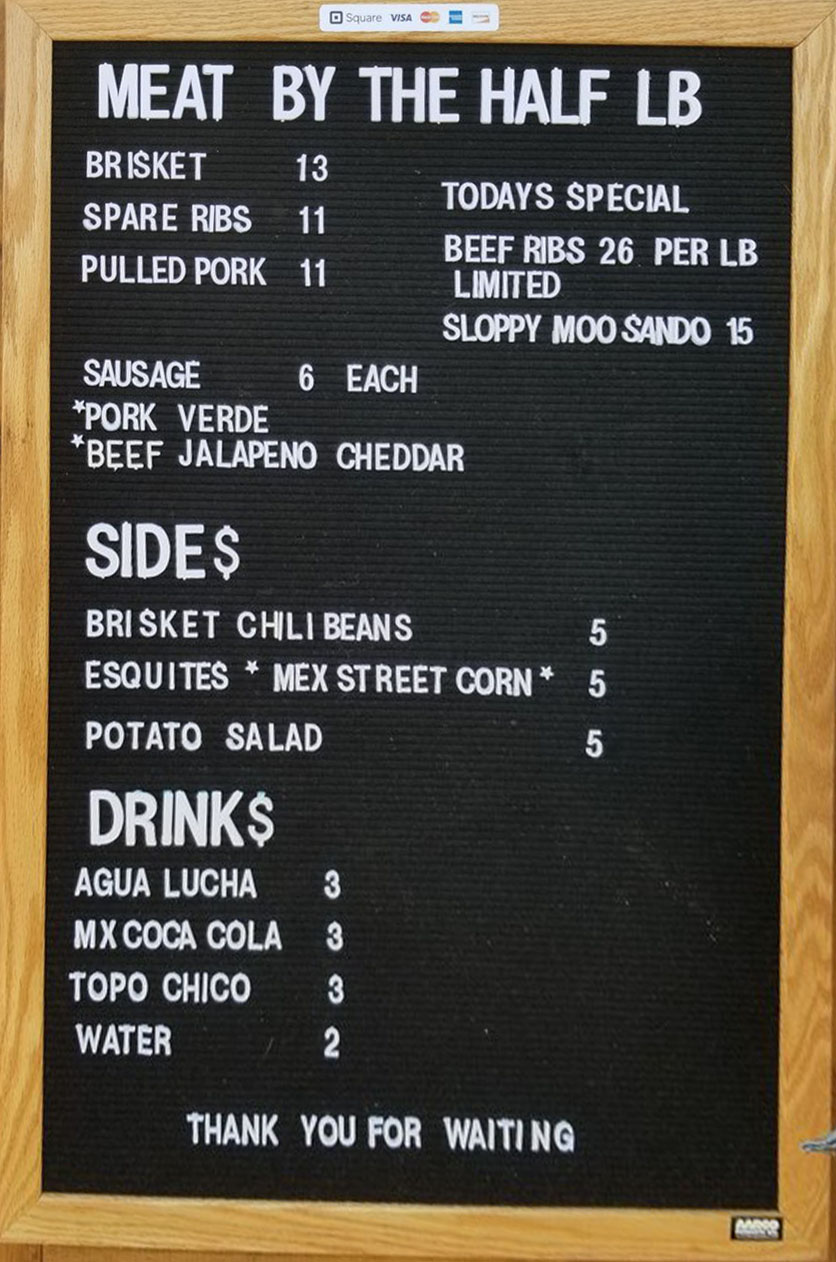 Square VISA
MEAT BY THE HALF LB
BRISKET 13
SPARE RIBS 11
PULLED PORK 11
TODAYS SPECIAL
BEEF RIBS 26 PER LB
LIMITED
SLOPPY MOO SANDO 15
SAUSAGE 6 EACH
*PORK VERDE
*BEEF JALAPENO CHEDDAR
SIDE$
BRISKET CHILI BEANS 5
ESQUITES * MEX STREET CORN * 5
POTATO SALAD 5
DRINK$
AGUA LUCHA 3
MX COCA COLA 3
TOPO CHICO 3
WATER 2
THANK YOU FOR WAITING
AARCO